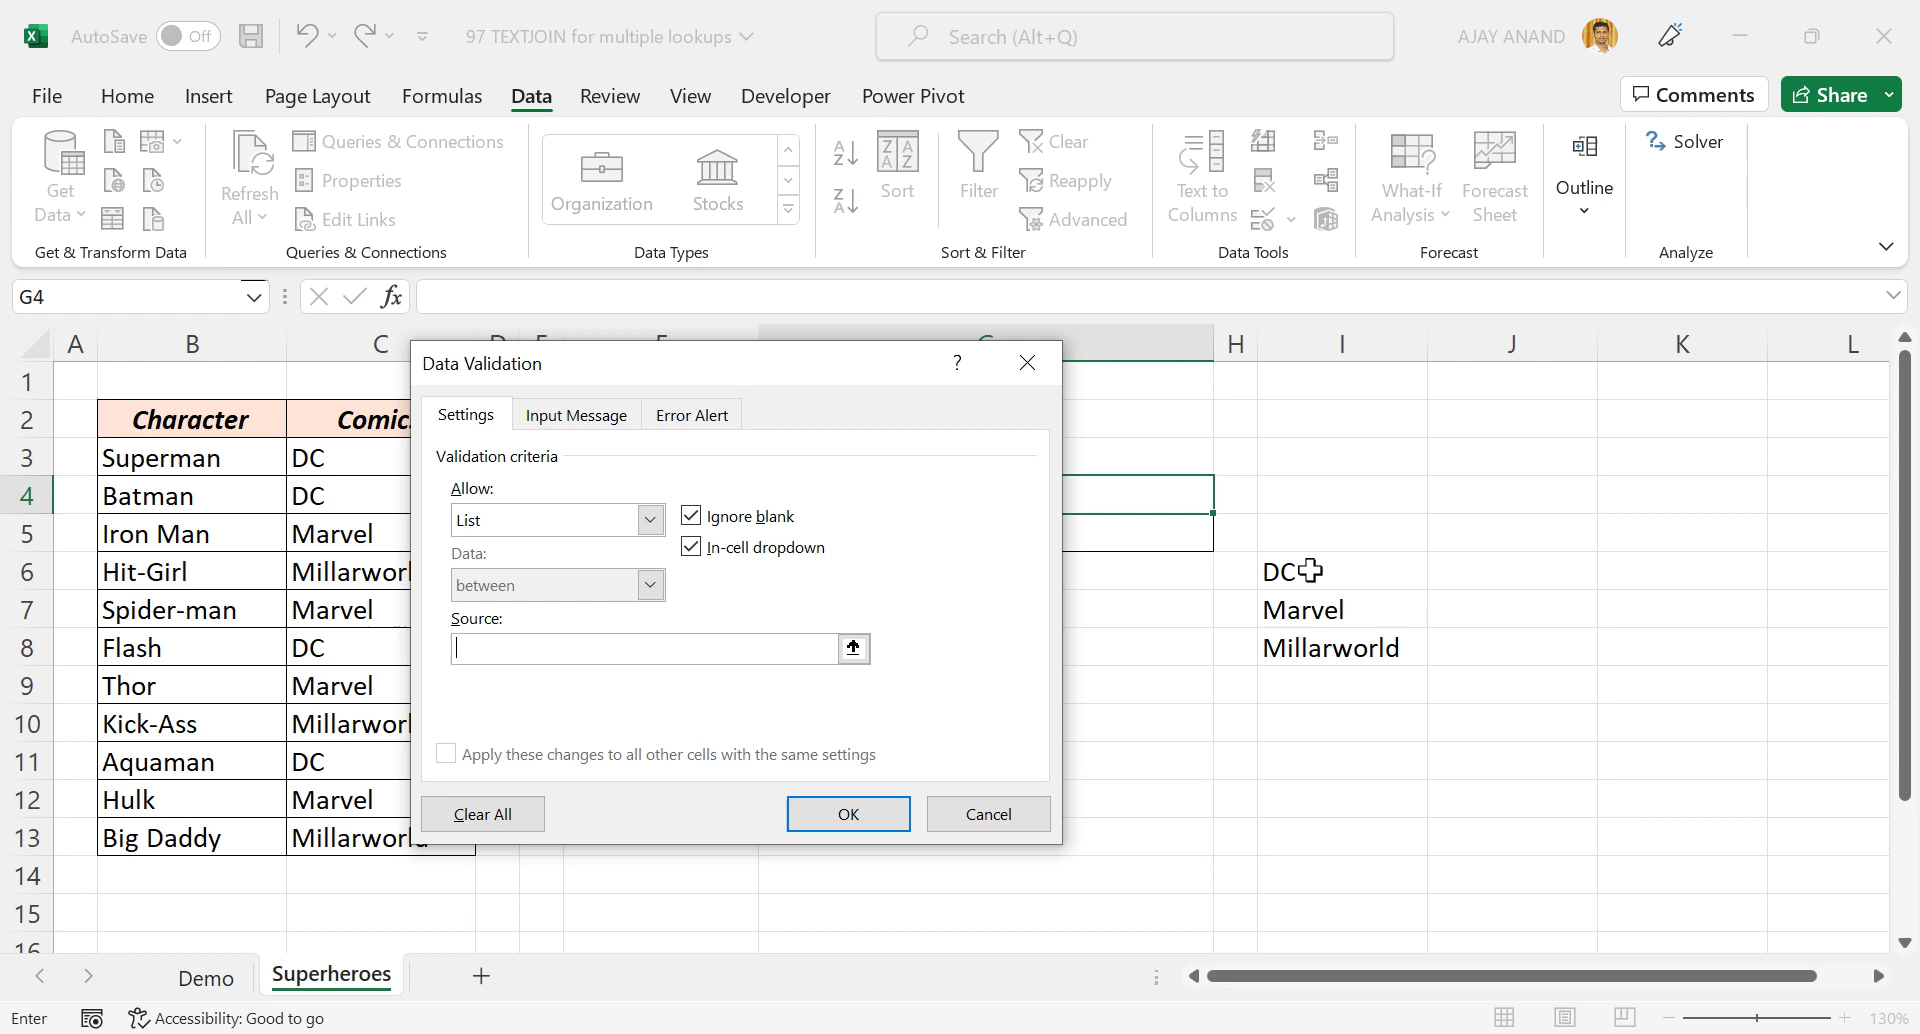 AutoSave Off 97 TEXTJOIN for multiple lookups Search (Alt+Q) AJAY ANAND
File Home Insert Page Layout Formulas Data Review View Developer Power Pivot Comments Share
Get Data
Refresh All
Queries & Connections
Properties
Edit Links
Organization Stocks
Sort
Filter
Clear
Reapply
Advanced
Text to Columns
What-If Analysis
Forecast Sheet
Outline
Solver
Get & Transform Data Queries & Connections Data Types Sort & Filter Data Tools Forecast Analyze
G4 fx
A B C G H I J K L
1
2 Character
3 Superman DC
4 Batman DC
5 Iron Man Marvel
6 Hit-Girl DC
7 Spider-man Marvel Marvel
8 Flash DC Millarworld
9 Thor Marvel
10 Kick-Ass
11 Aquaman DC
12 Hulk Marvel
13 Big Daddy Millarworld
14
15
16
Data Validation ?
Settings Input Message Error Alert
Validation criteria
Allow:
List Ignore blank
In-cell dropdown
Data:
between
Source:
Apply these changes to all other cells with the same settings
Clear All OK Cancel
Demo Superheroes
Enter Accessibility: Good to go 130%